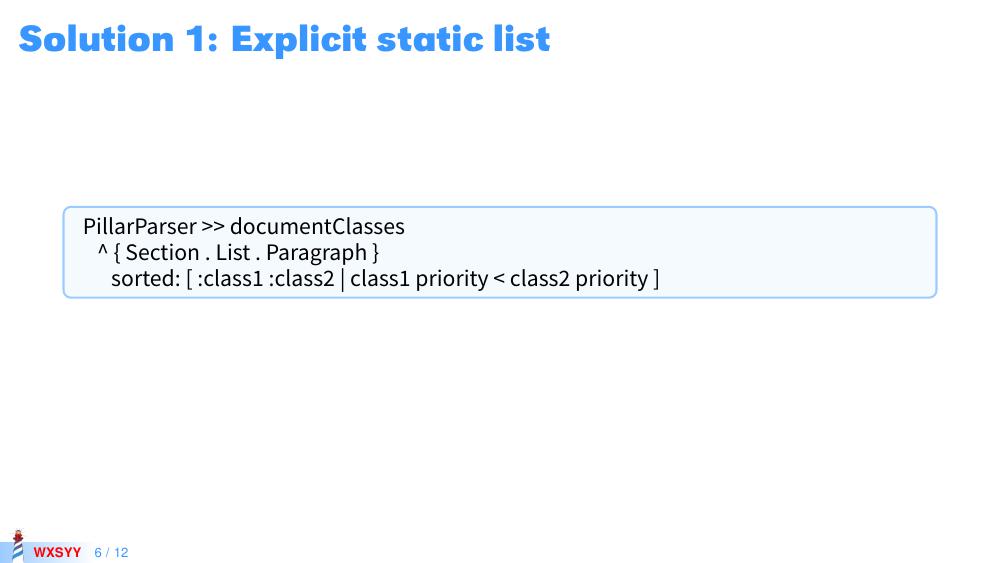 Solution 1: Explicit static list
PillarParser >> documentClasses
^ { Section . List . Paragraph }
sorted: [ :class1 :class2 | class1 priority < class2 priority ]
WXSYY 6 / 12